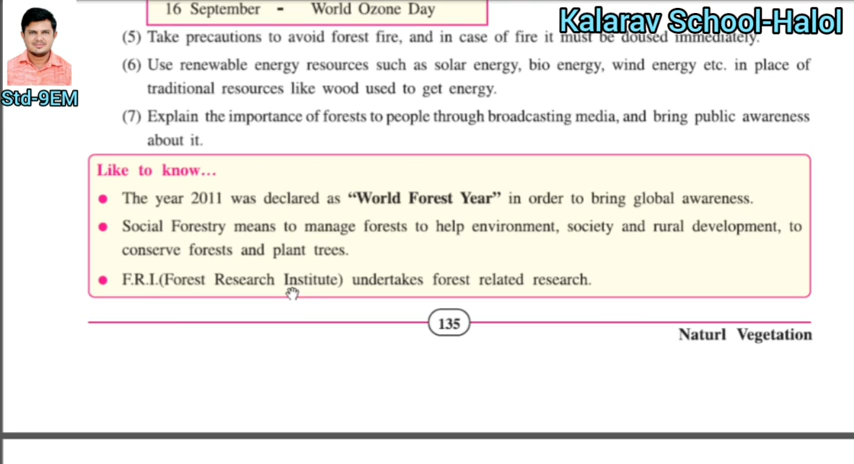 16 September - World Ozone Day
Kalarav School-Halol
(5) Take precautions to avoid forest fire, and in case of fire it must be doused immediately.
(6) Use renewable energy resources such as solar energy, bio energy, wind energy etc. in place of
traditional resources like wood used to get energy.
Std-9EM
(7) Explain the importance of forests to people through broadcasting media, and bring public awareness
about it.
Like to know...
• The year 2011 was declared as “World Forest Year” in order to bring global awareness.
• Social Forestry means to manage forests to help environment, society and rural development, to
conserve forests and plant trees.
• F.R.I.(Forest Research Institute) undertakes forest related research.
135
Naturl Vegetation